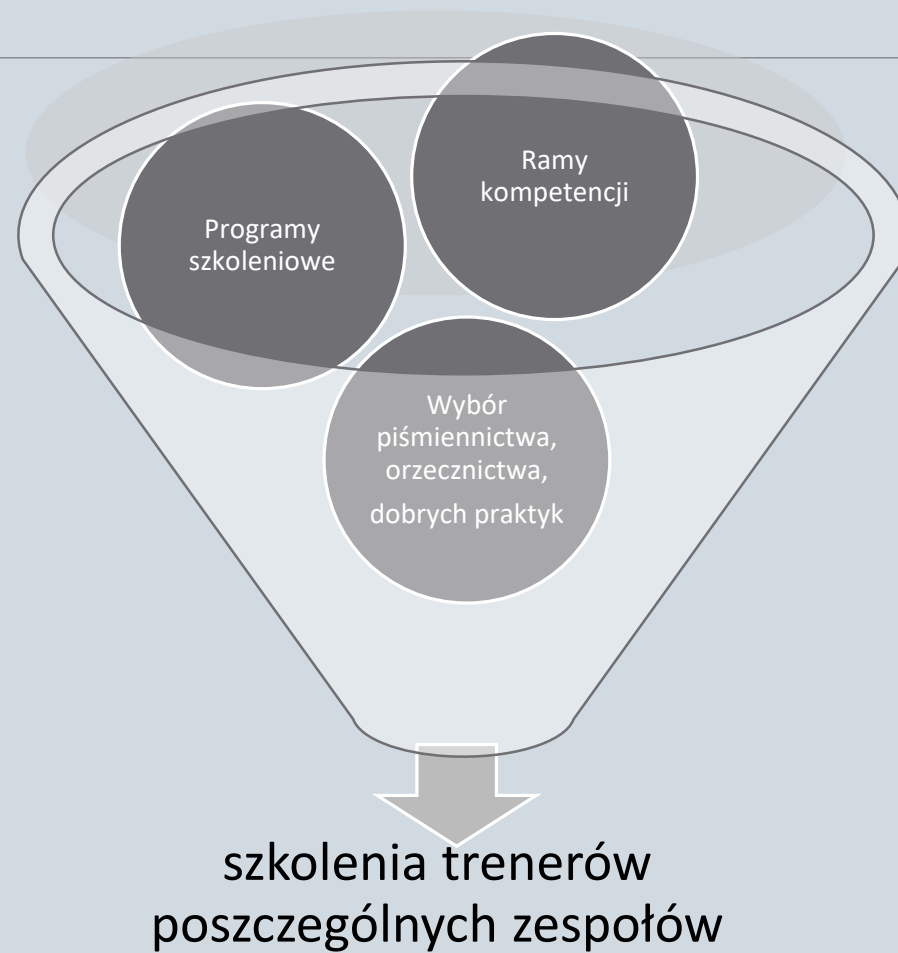 Ramy
kompetencji
Programy
szkoleniowe
Wybór
piśmiennictwa,
orzecznictwa,
dobrych praktyk
szkolenia trenerów
poszczególnych zespołów